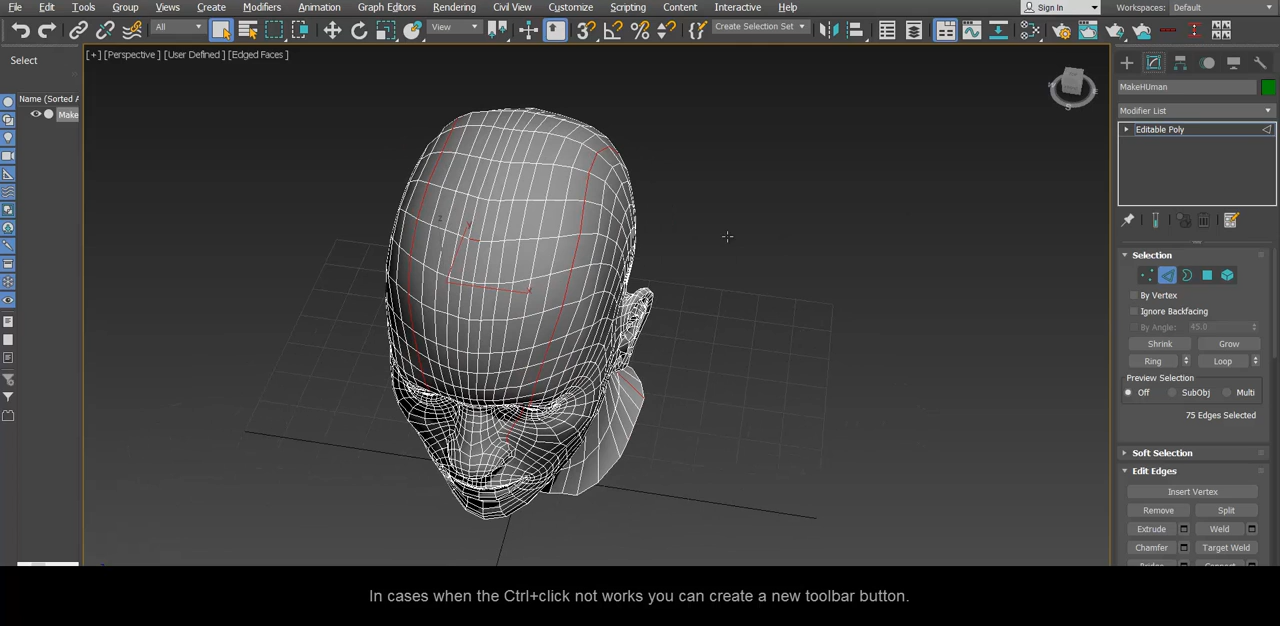 File Edit Tools Group Views Create Modifiers Animation Graph Editors Rendering Civil View Customize Scripting Content Interactive Help Sign In Workspaces: Default
All View Create Selection Set
Select
[+] [Perspective] [User Defined] [Edged Faces]
Name (Sorted A
Make
MakeHUman
Modifier List
Editable Poly
Selection
By Vertex
Ignore Backfacing
By Angle: 45.0
Shrink Grow
Ring Loop
Preview Selection
Off SubObj Multi
75 Edges Selected
Soft Selection
Edit Edges
Insert Vertex
Remove Split
Extrude Weld
Chamfer Target Weld
In cases when the Ctrl+click not works you can create a new toolbar button.